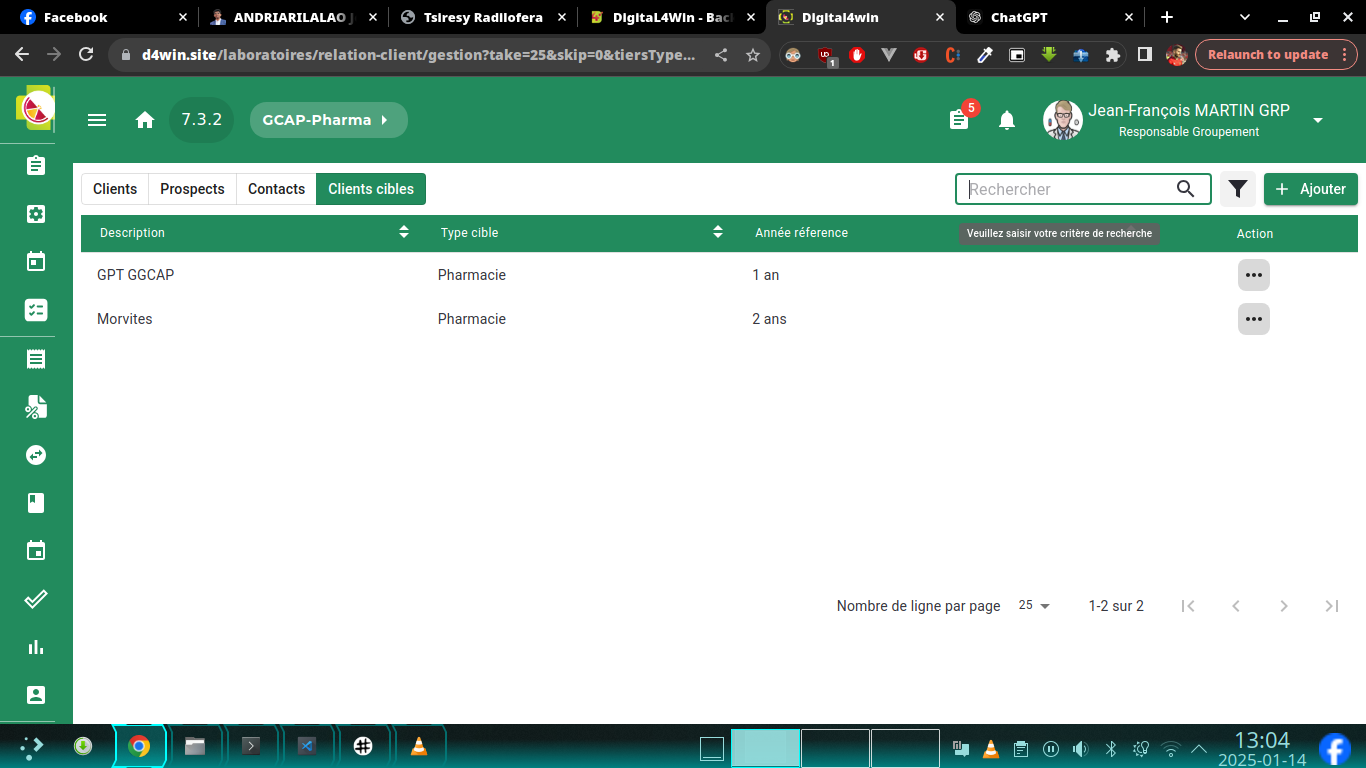 Facebook
ANDRIARILALAO J
Tsiresy Radilofera
DigitaL4Win - Back
Digital4win
ChatGPT
d4win.site/laboratoires/relation-client/gestion?take=25&skip=0&tiersType...
1
Relaunch to update
7.3.2
GCAP-Pharma
5
Jean-François MARTIN GRP
Responsable Groupement
Clients
Prospects
Contacts
Clients cibles
Rechercher
Ajouter
Description
Type cible
Année réference
Veuillez saisir votre critère de recherche
Action
GPT GGCAP
Pharmacie
1 an
Morvites
Pharmacie
2 ans
Nombre de ligne par page
25
1-2 sur 2
13:04
2025-01-14